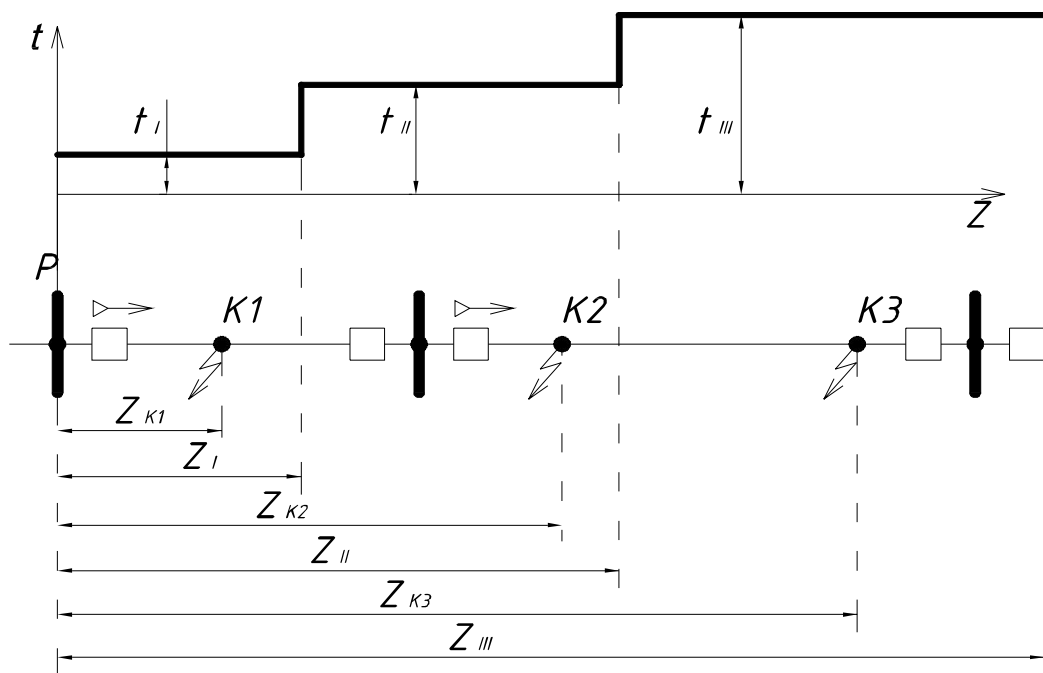 t
t I
t II
t III
Z
P
K1
K2
K3
Z K1
Z I
Z K2
Z II
Z K3
Z III